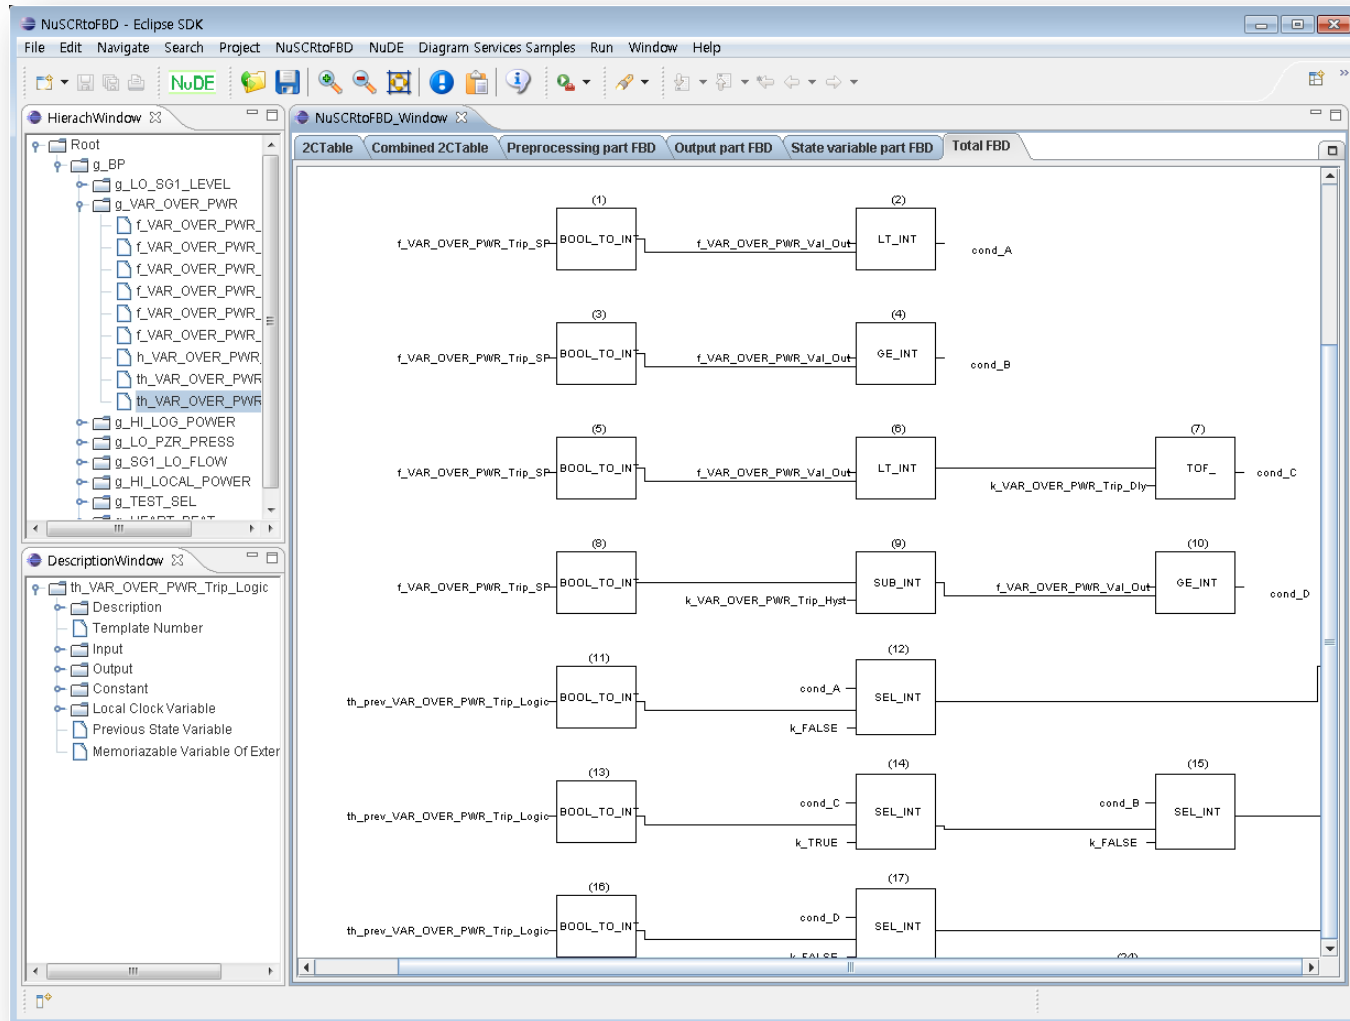 NuSCRtoFBD - Eclipse SDK
File Edit Navigate Search Project NuSCRtoFBD NuDE Diagram Services Samples Run Window Help
NuDE
HierachWindow
Root
g_BP
g_LO_SG1_LEVEL
g_VAR_OVER_PWR
f_VAR_OVER_PWR_
f_VAR_OVER_PWR_
f_VAR_OVER_PWR_
f_VAR_OVER_PWR_
f_VAR_OVER_PWR_
f_VAR_OVER_PWR_
h_VAR_OVER_PWR_
th_VAR_OVER_PWR
th_VAR_OVER_PWR
g_HI_LOG_POWER
g_LO_PZR_PRESS
g_SG1_LO_FLOW
g_HI_LOCAL_POWER
g_TEST_SEL
g_HEART_BEAT
DescriptionWindow
th_VAR_OVER_PWR_Trip_Logic
Description
Template Number
Input
Output
Constant
Local Clock Variable
Previous State Variable
Memoriazable Variable Of Exter
NuSCRtoFBD_Window
2CTable Combined 2CTable Preprocessing part FBD Output part FBD State variable part FBD Total FBD
(1) (2)
f_VAR_OVER_PWR_Trip_SP BOOL_TO_INT f_VAR_OVER_PWR_Val_Out LT_INT cond_A
(3) (4)
f_VAR_OVER_PWR_Trip_SP BOOL_TO_INT f_VAR_OVER_PWR_Val_Out GE_INT cond_B
(5) (6) (7)
f_VAR_OVER_PWR_Trip_SP BOOL_TO_INT f_VAR_OVER_PWR_Val_Out LT_INT TOF_ cond_C
k_VAR_OVER_PWR_Trip_Dly
(8) (9) (10)
f_VAR_OVER_PWR_Trip_SP BOOL_TO_INT SUB_INT f_VAR_OVER_PWR_Val_Out GE_INT cond_D
k_VAR_OVER_PWR_Trip_Hyst
(11) (12)
cond_A
th_prev_VAR_OVER_PWR_Trip_Logic BOOL_TO_INT SEL_INT
k_FALSE
(13) (14) (15)
cond_C cond_B
th_prev_VAR_OVER_PWR_Trip_Logic BOOL_TO_INT SEL_INT SEL_INT
k_TRUE k_FALSE
(16) (17)
cond_D
th_prev_VAR_OVER_PWR_Trip_Logic BOOL_TO_INT SEL_INT
k_FALSE
(24)